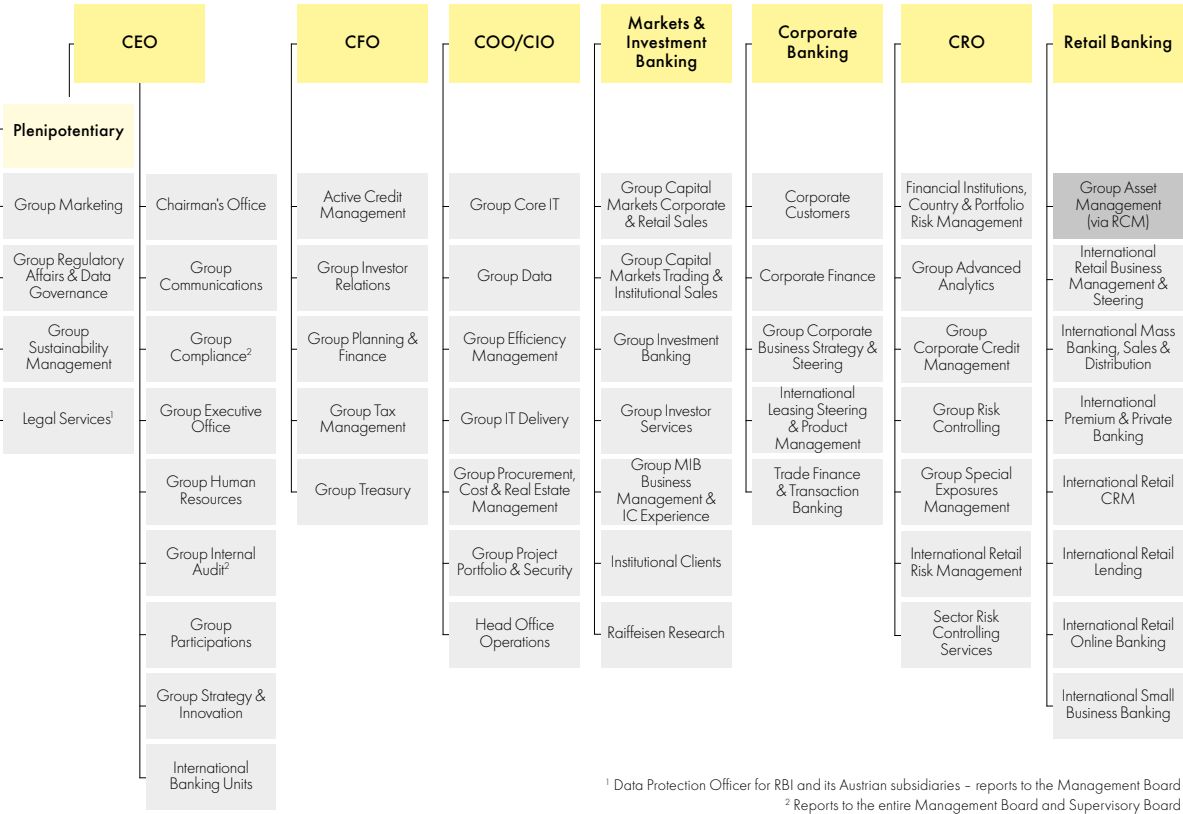 CEO
Plenipotentiary
Group Marketing
Group Regulatory
Affairs & Data
Governance
Group
Sustainability
Management
Legal Services¹
Chairman's Office
Group
Communications
Group
Compliance²
Group Executive
Office
Group Human
Resources
Group Internal
Audit²
Group
Participations
Group Strategy &
Innovation
International
Banking Units
CFO
Active Credit
Management
Group Investor
Relations
Group Planning &
Finance
Group Tax
Management
Group Treasury
COO/CIO
Group Core IT
Group Data
Group Efficiency
Management
Group IT Delivery
Group Procurement,
Cost & Real Estate
Management
Group Project
Portfolio & Security
Head Office
Operations
Markets &
Investment
Banking
Group Capital
Markets Corporate
& Retail Sales
Group Capital
Markets Trading &
Institutional Sales
Group Investment
Banking
Group Investor
Services
Group MIB
Business
Management &
IC Experience
Institutional Clients
Raiffeisen Research
Corporate
Banking
Corporate
Customers
Corporate Finance
Group Corporate
Business Strategy &
Steering
International
Leasing Steering
& Product
Management
Trade Finance
& Transaction
Banking
CRO
Financial Institutions,
Country & Portfolio
Risk Management
Group Advanced
Analytics
Group
Corporate Credit
Management
Group Risk
Controlling
Group Special
Exposures
Management
International Retail
Risk Management
Sector Risk
Controlling
Services
Retail Banking
Group Asset
Management
(via RCM)
International
Retail Business
Management &
Steering
International Mass
Banking, Sales &
Distribution
International
Premium & Private
Banking
International Retail
CRM
International Retail
Lending
International Retail
Online Banking
International Small
Business Banking
¹ Data Protection Officer for RBI and its Austrian subsidiaries – reports to the Management Board
² Reports to the entire Management Board and Supervisory Board